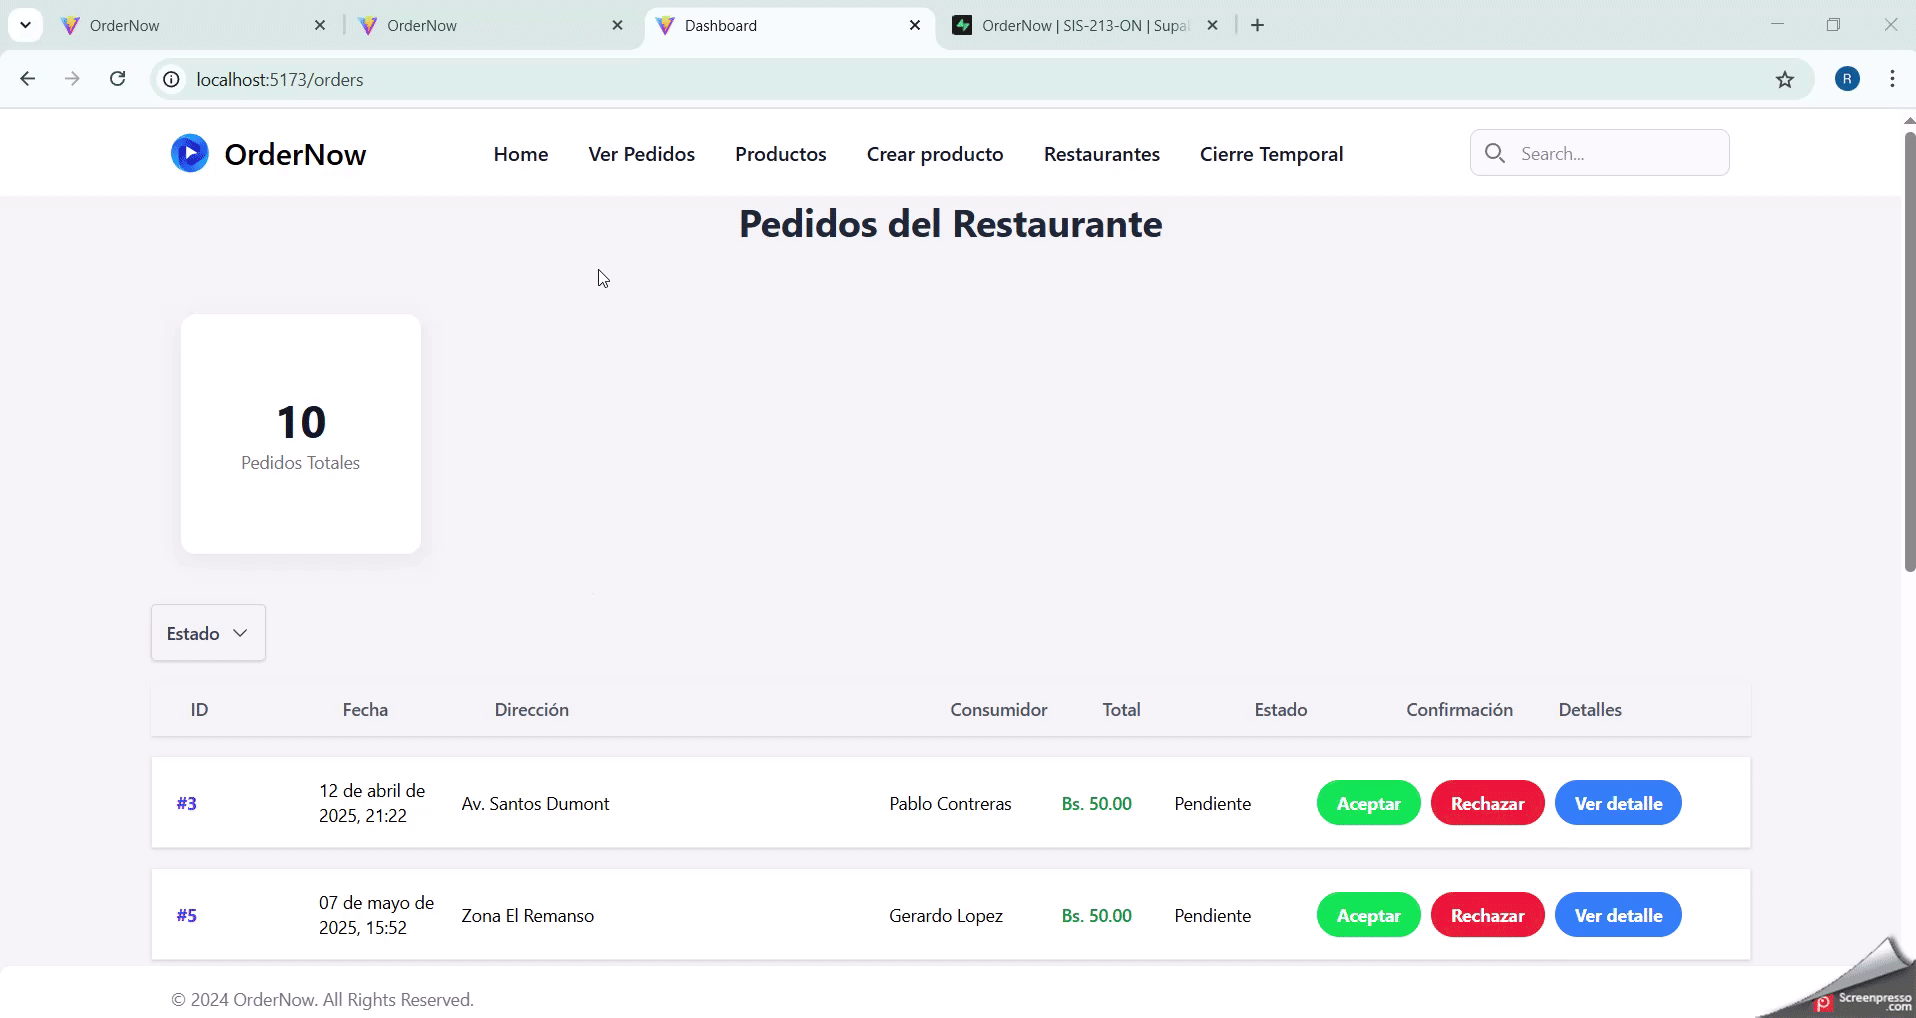 OrderNow
OrderNow
Dashboard
OrderNow | SIS-213-ON | Supa
localhost:5173/orders
R
OrderNow
Home
Ver Pedidos
Productos
Crear producto
Restaurantes
Cierre Temporal
Search...
Pedidos del Restaurante
10
Pedidos Totales
Estado
ID Fecha Dirección Consumidor Total Estado Confirmación Detalles
#3 12 de abril de 2025, 21:22 Av. Santos Dumont Pablo Contreras Bs. 50.00 Pendiente Aceptar Rechazar Ver detalle
#5 07 de mayo de 2025, 15:52 Zona El Remanso Gerardo Lopez Bs. 50.00 Pendiente Aceptar Rechazar Ver detalle
© 2024 OrderNow. All Rights Reserved.
Screenpresso
.com